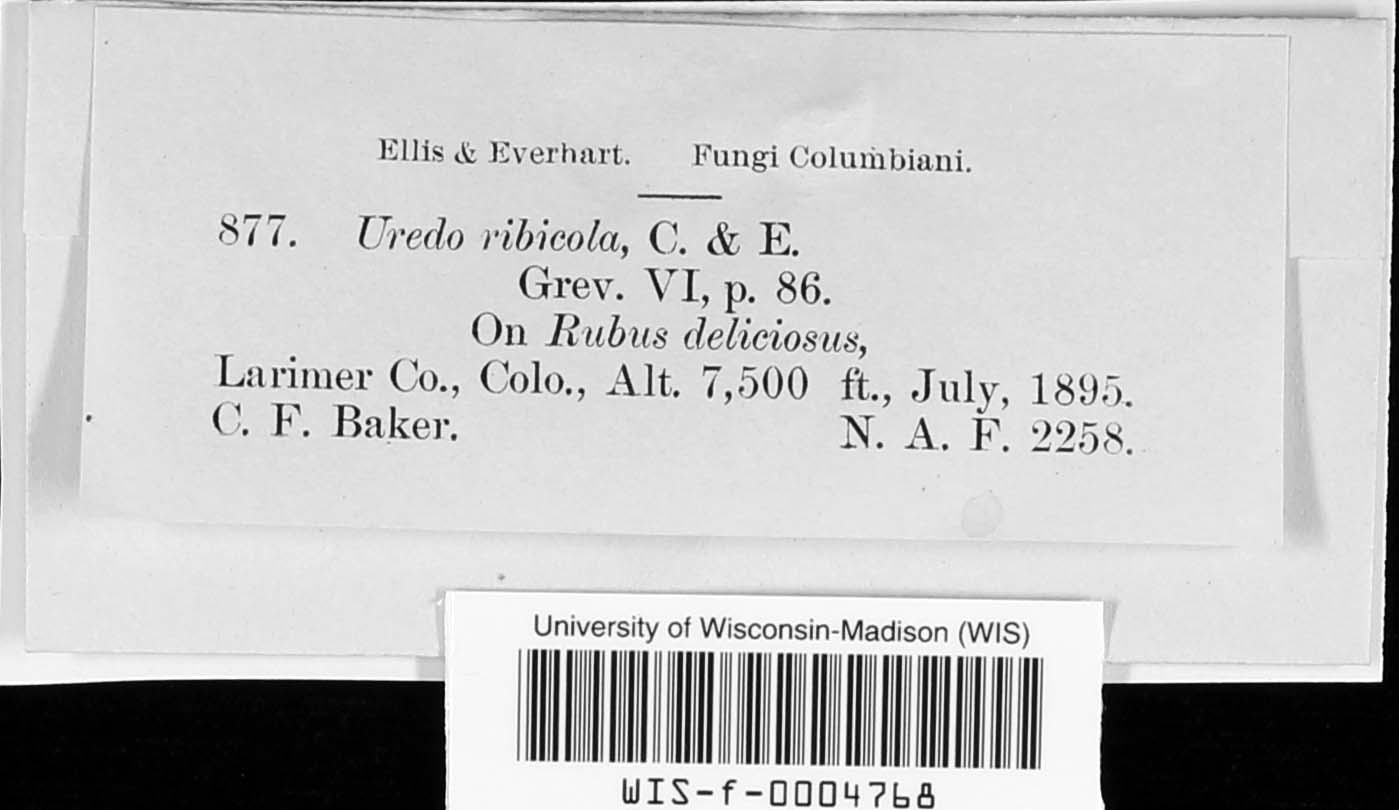 Ellis & Everhart. Fungi Columbiani.
877. Uredo ribicola, C. & E.
Grev. VI, p. 86.
On Rubus deliciosus,
Larimer Co., Colo., Alt. 7,500 ft., July, 1895.
C. F. Baker. N. A. F. 2258.
University of Wisconsin-Madison (WIS)
WIS-f-0004768